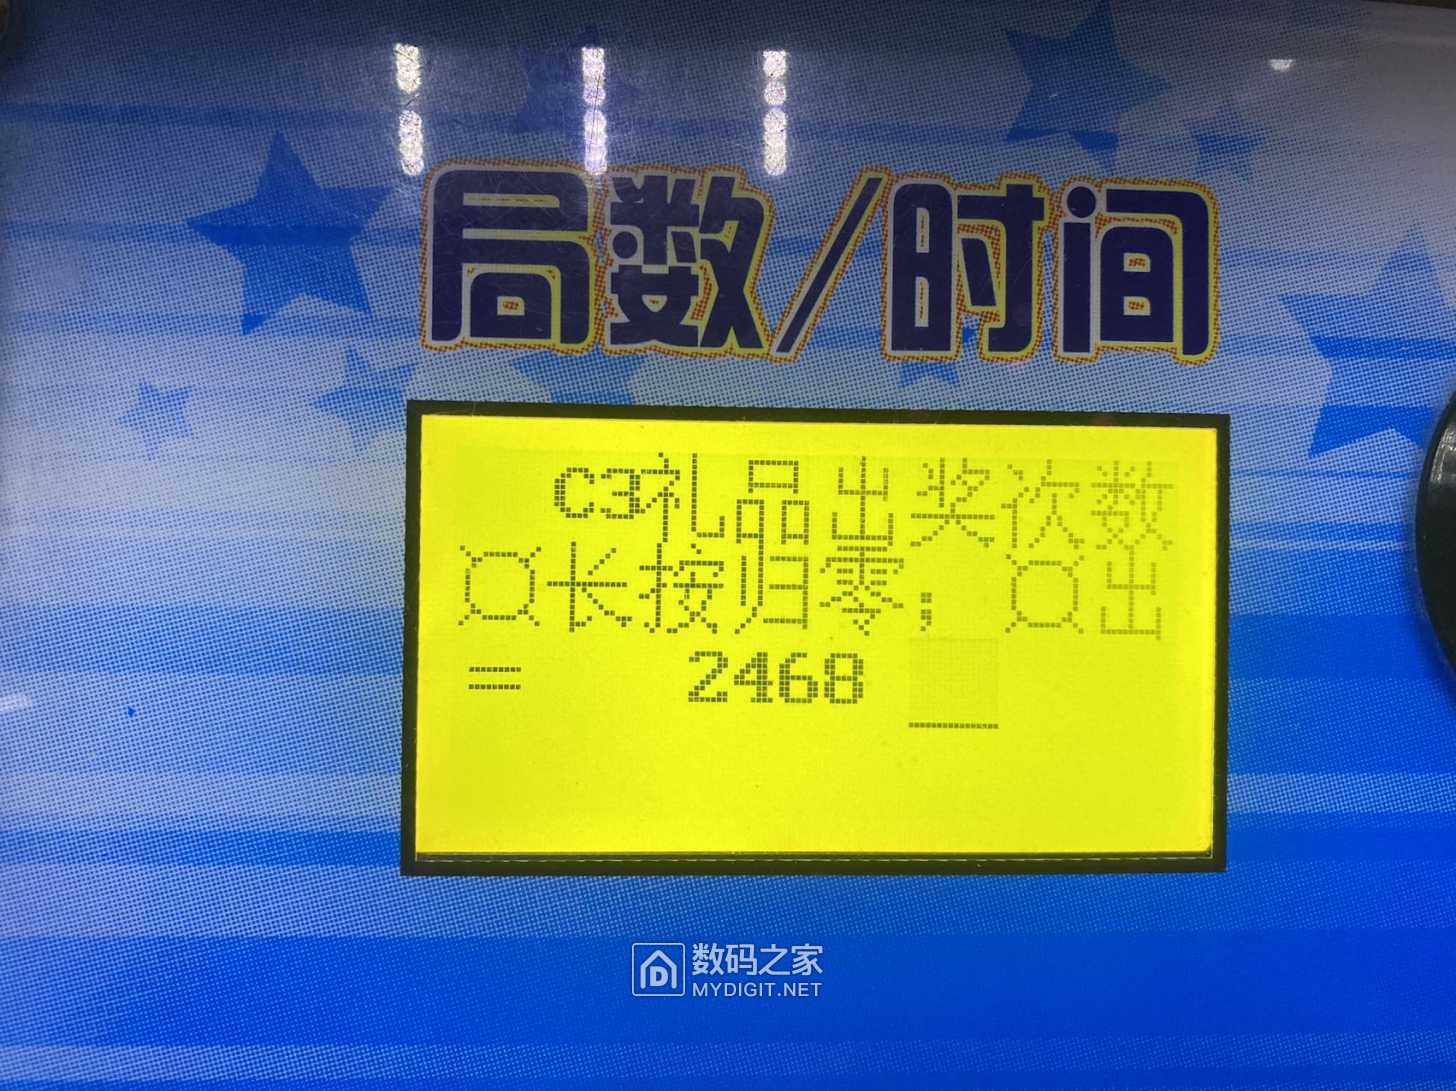 局数/时间
C3礼品出奖次数
¤长按归零；¤出
= 2468 _
数码之家
MYDIGIT.NET